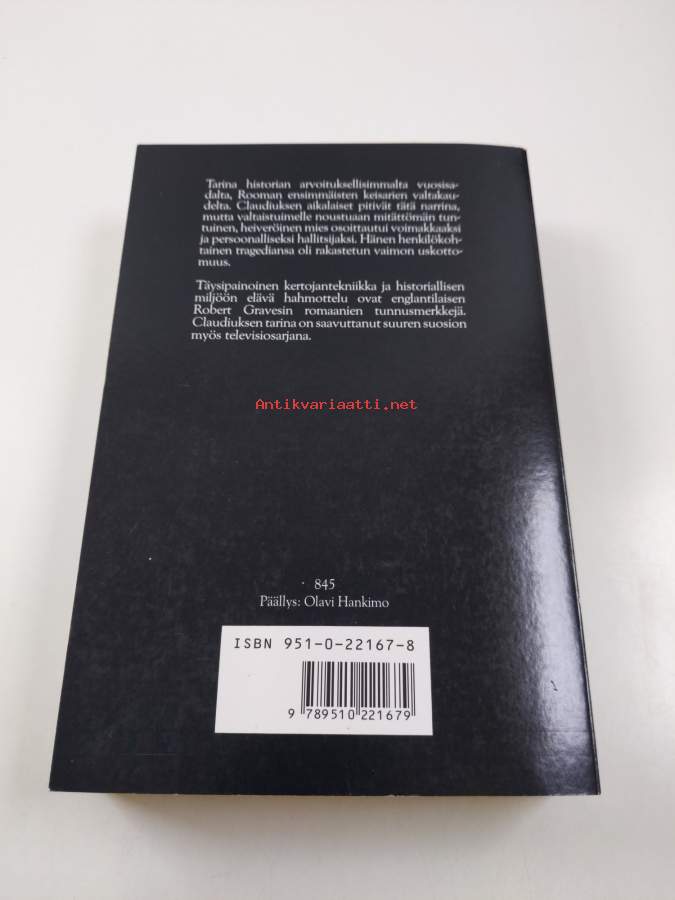 Tarina historian arvoituksellisimmalta vuosisa-
dalta, Rooman ensimmäisten keisarien valtakau-
delta. Claudiuksen aikalaiset pitivät tätä narrina,
mutta valtaistuimelle noustuaan mitättömän tun-
tuinen, heiveröinen mies osoittautui voimakkaaksi
ja persoonalliseksi hallitsijaksi. Hänen henkilökoh-
tainen tragediansa oli rakastetun vaimon uskotto-
muus.
Täysipainoinen kertojantekniikka ja historiallisen
miljöön elävä hahmottelu ovat englantilaisen
Robert Gravesin romaanien tunnusmerkkejä.
Claudiuksen tarina on saavuttanut suuren suosion
myös televisiosarjana.
Antikvariaatti.net
845
Päällys: Olavi Hankimo
ISBN 951-0-22167-8
9 789510 221679